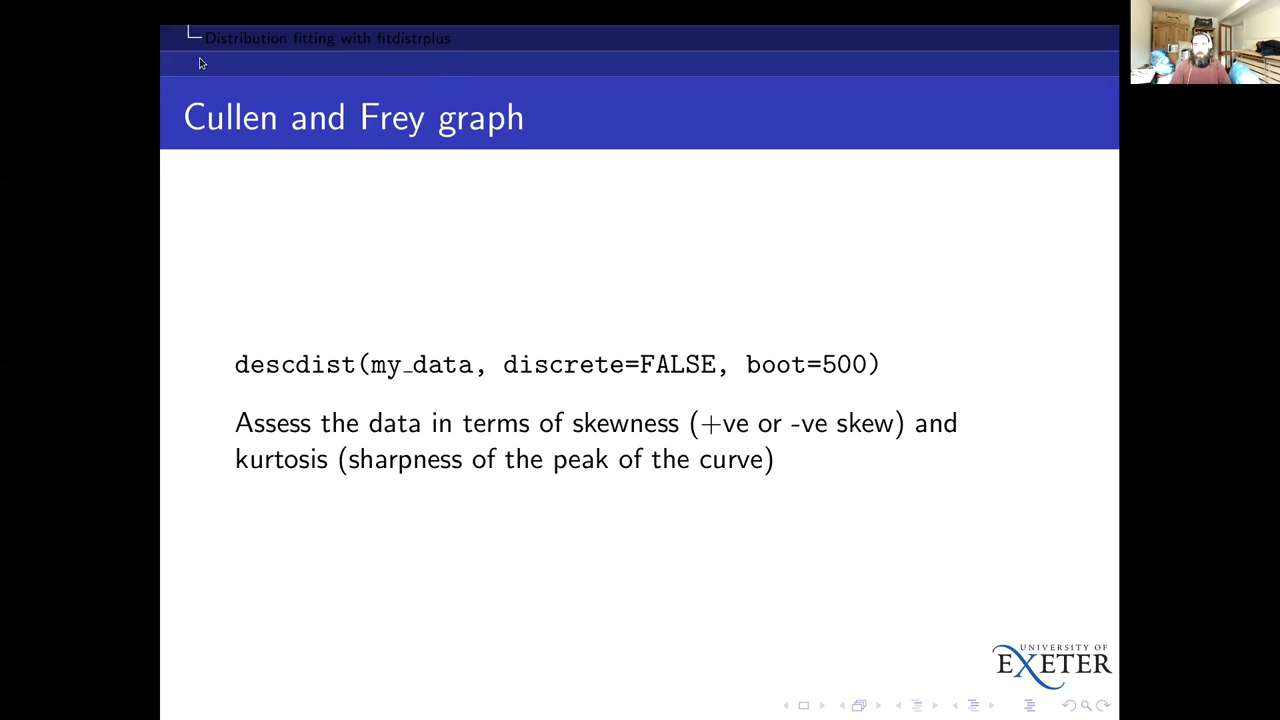 Distribution fitting with fitdistrplus
Cullen and Frey graph
descdist(my_data, discrete=FALSE, boot=500)
Assess the data in terms of skewness (+ve or -ve skew) and
kurtosis (sharpness of the peak of the curve)
UNIVERSITY OF
EXETER